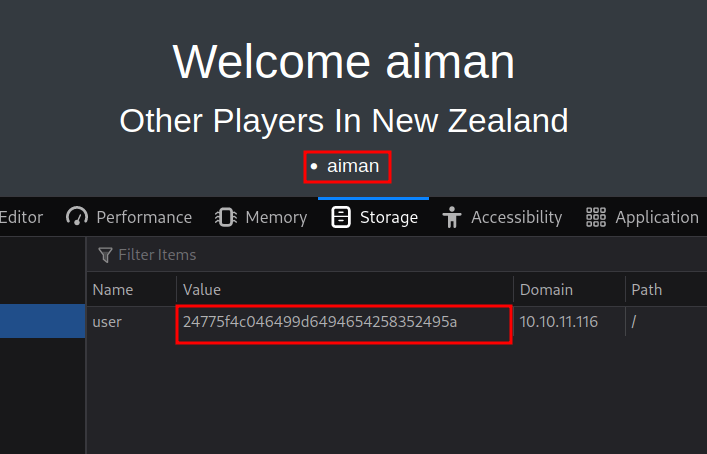 Welcome aiman
Other Players In New Zealand
• aiman
Editor Performance Memory Storage Accessibility Application
Filter Items
Name Value Domain Path
user 24775f4c046499d6494654258352495a 10.10.11.116 /